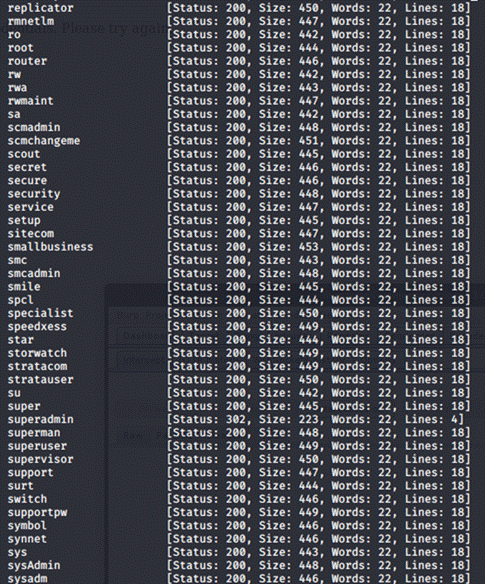 replicator [Status: 200, Size: 450, Words: 22, Lines: 18]
rmnetlm [Status: 200, Size: 447, Words: 22, Lines: 18]
ro [Status: 200, Size: 442, Words: 22, Lines: 18]
root [Status: 200, Size: 444, Words: 22, Lines: 18]
router [Status: 200, Size: 446, Words: 22, Lines: 18]
rw [Status: 200, Size: 442, Words: 22, Lines: 18]
rwa [Status: 200, Size: 443, Words: 22, Lines: 18]
rwmaint [Status: 200, Size: 447, Words: 22, Lines: 18]
sa [Status: 200, Size: 442, Words: 22, Lines: 18]
scmadmin [Status: 200, Size: 448, Words: 22, Lines: 18]
scmchangeme [Status: 200, Size: 451, Words: 22, Lines: 18]
scout [Status: 200, Size: 445, Words: 22, Lines: 18]
secret [Status: 200, Size: 446, Words: 22, Lines: 18]
secure [Status: 200, Size: 446, Words: 22, Lines: 18]
security [Status: 200, Size: 448, Words: 22, Lines: 18]
service [Status: 200, Size: 447, Words: 22, Lines: 18]
setup [Status: 200, Size: 445, Words: 22, Lines: 18]
sitecom [Status: 200, Size: 447, Words: 22, Lines: 18]
smallbusiness [Status: 200, Size: 453, Words: 22, Lines: 18]
smc [Status: 200, Size: 443, Words: 22, Lines: 18]
smcadmin [Status: 200, Size: 448, Words: 22, Lines: 18]
smile [Status: 200, Size: 445, Words: 22, Lines: 18]
spcl [Status: 200, Size: 444, Words: 22, Lines: 18]
specialist [Status: 200, Size: 450, Words: 22, Lines: 18]
speedxess [Status: 200, Size: 449, Words: 22, Lines: 18]
star [Status: 200, Size: 444, Words: 22, Lines: 18]
storwatch [Status: 200, Size: 449, Words: 22, Lines: 18]
stratacom [Status: 200, Size: 449, Words: 22, Lines: 18]
stratauser [Status: 200, Size: 450, Words: 22, Lines: 18]
su [Status: 200, Size: 442, Words: 22, Lines: 18]
super [Status: 200, Size: 445, Words: 22, Lines: 18]
superadmin [Status: 302, Size: 223, Words: 22, Lines: 4]
superman [Status: 200, Size: 448, Words: 22, Lines: 18]
superuser [Status: 200, Size: 449, Words: 22, Lines: 18]
supervisor [Status: 200, Size: 450, Words: 22, Lines: 18]
support [Status: 200, Size: 447, Words: 22, Lines: 18]
surt [Status: 200, Size: 444, Words: 22, Lines: 18]
switch [Status: 200, Size: 446, Words: 22, Lines: 18]
supportpw [Status: 200, Size: 449, Words: 22, Lines: 18]
symbol [Status: 200, Size: 446, Words: 22, Lines: 18]
synnet [Status: 200, Size: 446, Words: 22, Lines: 18]
sys [Status: 200, Size: 443, Words: 22, Lines: 18]
sysAdmin [Status: 200, Size: 448, Words: 22, Lines: 18]
sysadm [Status: 200, Size: 446, Words: 22, Lines: 18]